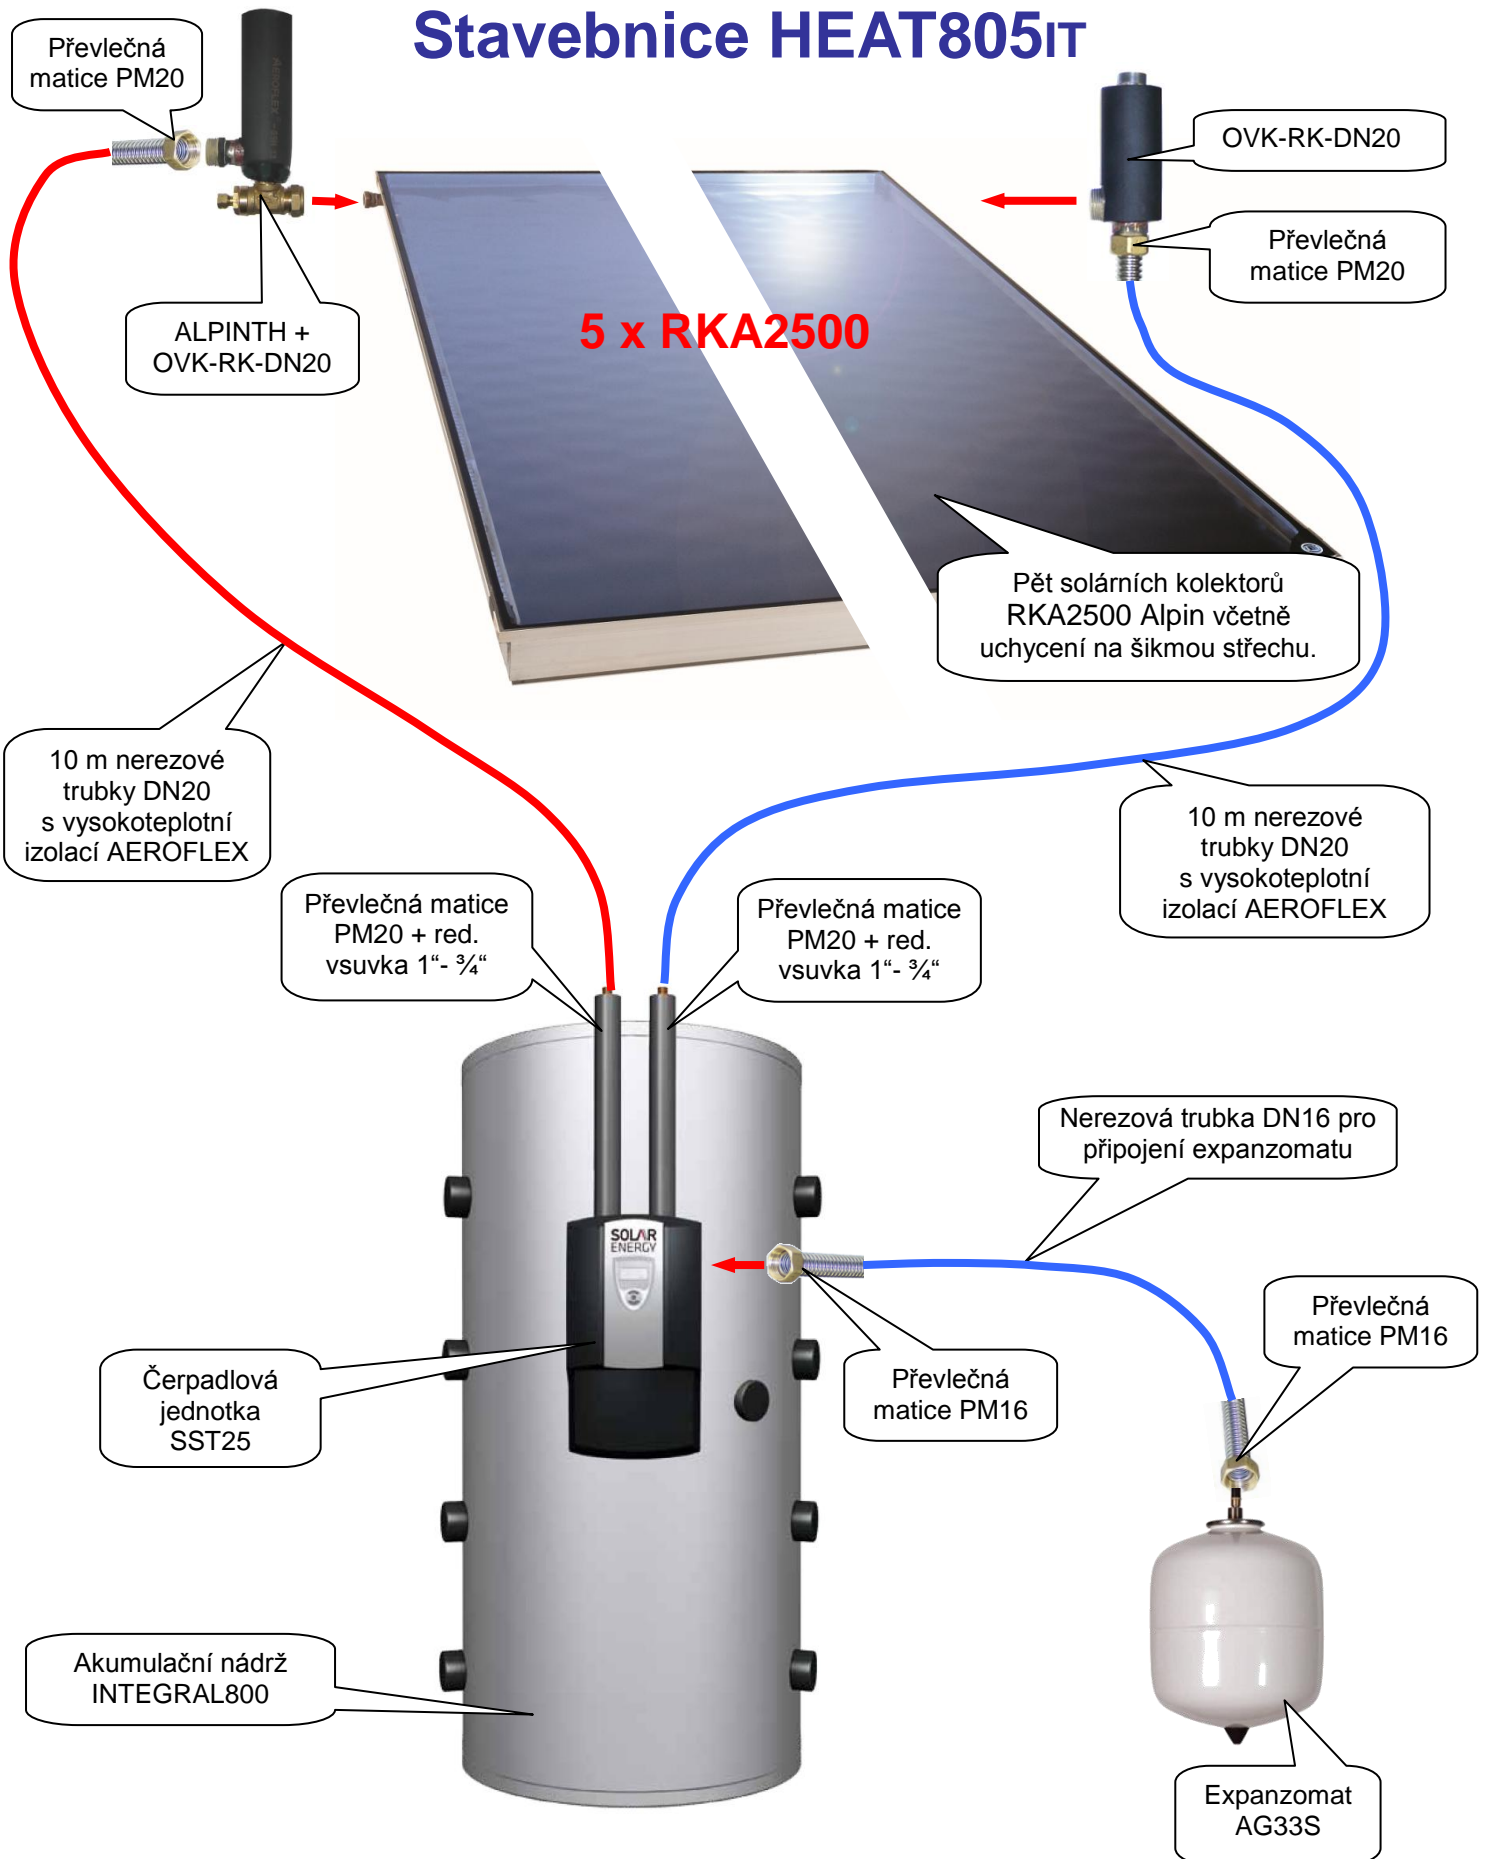 Stavebnice HEAT805IT
Převlečná
matice PM20
AEROFLEX
OVK-RK-DN20
Převlečná
matice PM20
ALPINTH +
OVK-RK-DN20
5 x RKA2500
Pět solárních kolektorů
RKA2500 Alpin včetně
uchycení na šikmou střechu.
10 m nerezové
trubky DN20
s vysokoteplotní
izolací AEROFLEX
10 m nerezové
trubky DN20
s vysokoteplotní
izolací AEROFLEX
Převlečná matice
PM20 + red.
vsuvka 1“- ¾“
Převlečná matice
PM20 + red.
vsuvka 1“- ¾“
Nerezová trubka DN16 pro
připojení expanzomatu
SOLAR
ENERGY
Převlečná
matice PM16
Převlečná
matice PM16
Čerpadlová
jednotka
SST25
Akumulační nádrž
INTEGRAL800
Expanzomat
AG33S